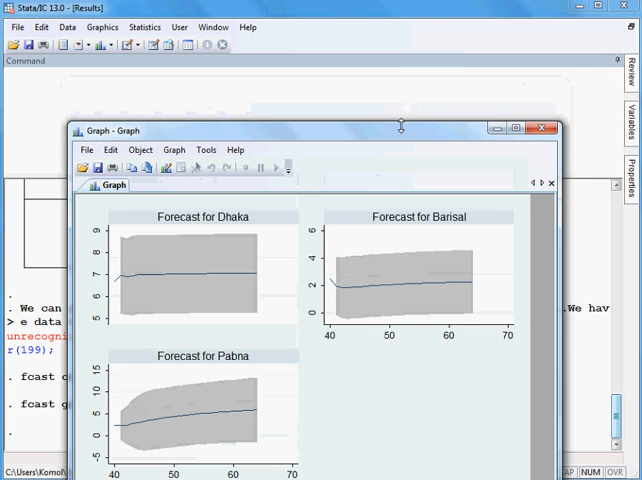 Stata/IC 13.0 - [Results]
File Edit Data Graphics Statistics User Window Help
Command
Review
Variables
Properties
Graph - Graph
File Edit Object Graph Tools Help
Graph
Forecast for Dhaka
9
8
7
6
5
Forecast for Barisal
6
4
2
0
40 50 60 70
Forecast for Pabna
15
10
5
0
-5
40 50 60 70
.
. We can
.We hav
> e data
unrecogni
r(199);
. fcast c
. fcast g
.
C:\Users\Komol
AP NUM OVR